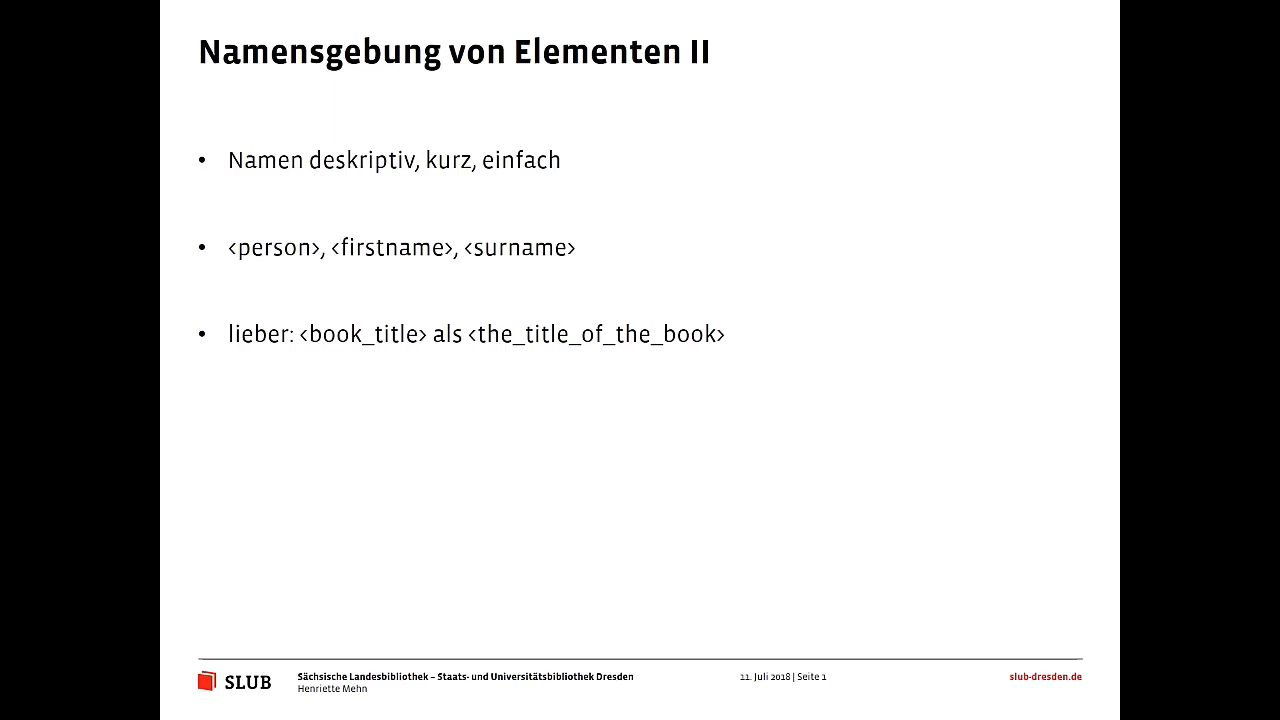 Namensgebung von Elementen II
• Namen deskriptiv, kurz, einfach
• <person>, <firstname>, <surname>
• lieber: <book_title> als <the_title_of_the_book>
SLUB
Sächsische Landesbibliothek – Staats- und Universitätsbibliothek Dresden
Henriette Mehn
11. Juli 2018 | Seite 1
slub-dresden.de